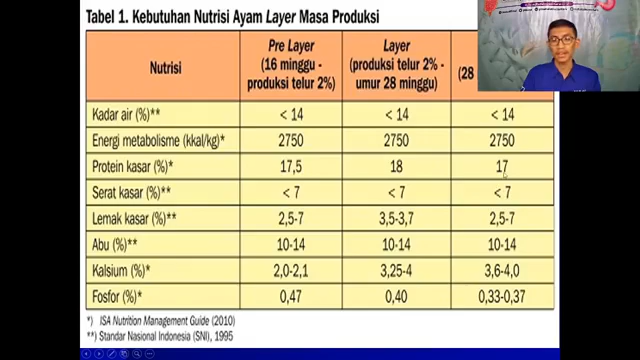 Tabel 1. Kebutuhan Nutrisi Ayam Layer Masa Produksi
Nutrisi
Pre Layer
(16 minggu -
produksi telur 2%)
Layer
(produksi telur 2% -
umur 28 minggu)
(28
Kadar air (%)** < 14 < 14 < 14
Energi metabolisme (kkal/kg)* 2750 2750 2750
Protein kasar (%)* 17,5 18 17
Serat kasar (%)** < 7 < 7 < 7
Lemak kasar (%)** 2,5-7 3,5-3,7 2,5-7
Abu (%)** 10-14 10-14 10-14
Kalsium (%)* 2,0-2,1 3,25-4 3,6-4,0
Fosfor (%)* 0,47 0,40 0,33-0,37
*) ISA Nutrition Management Guide (2010)
**) Standar Nasional Indonesia (SNI), 1995